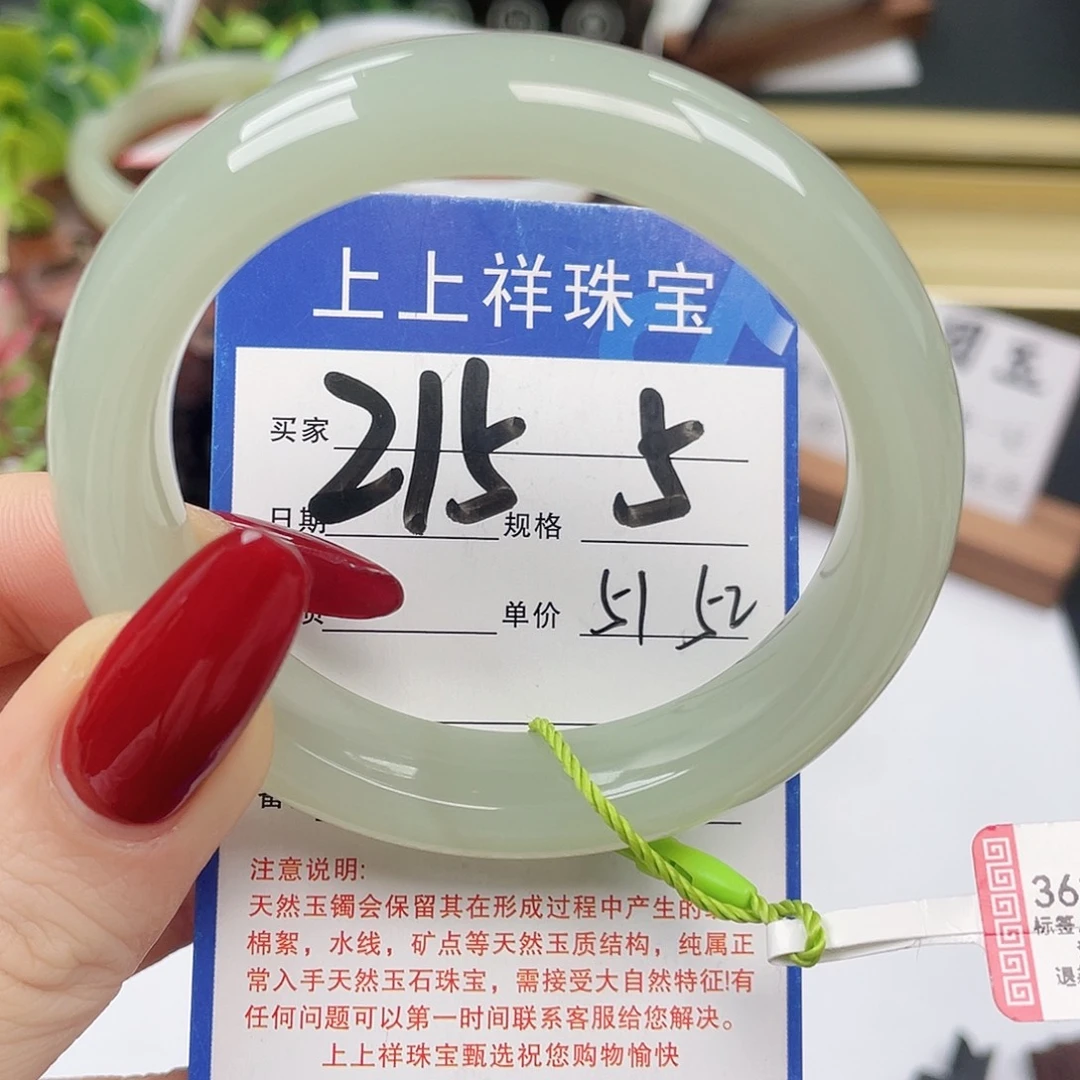 上上祥珠宝
买家 215 5
日期 规格
单价 51 52
注意说明:
天然玉镯会保留其在形成过程中产生的
棉絮，水线，矿点等天然玉质结构，纯属正
常入手天然玉石珠宝，需接受大自然特征!有
任何问题可以第一时间联系客服给您解决。
上上祥珠宝甄选祝您购物愉快
36
标签